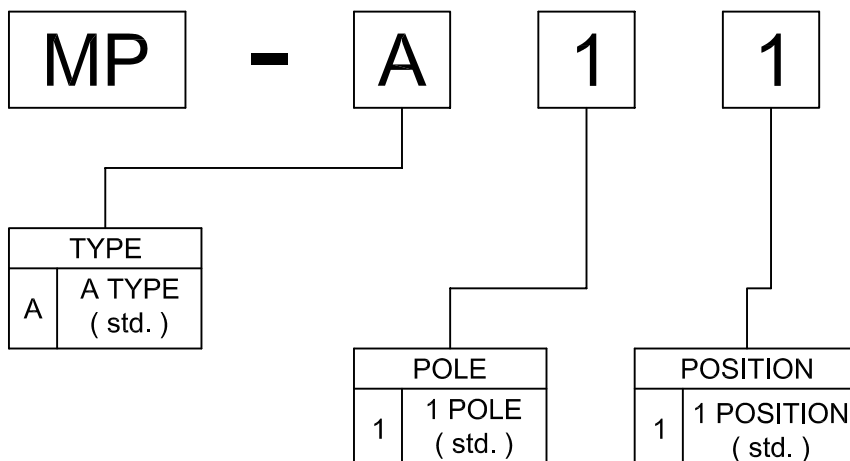 MP - A 1 1
TYPE
A A TYPE
( std. )
POLE
1 1 POLE
( std. )
POSITION
1 1 POSITION
( std. )